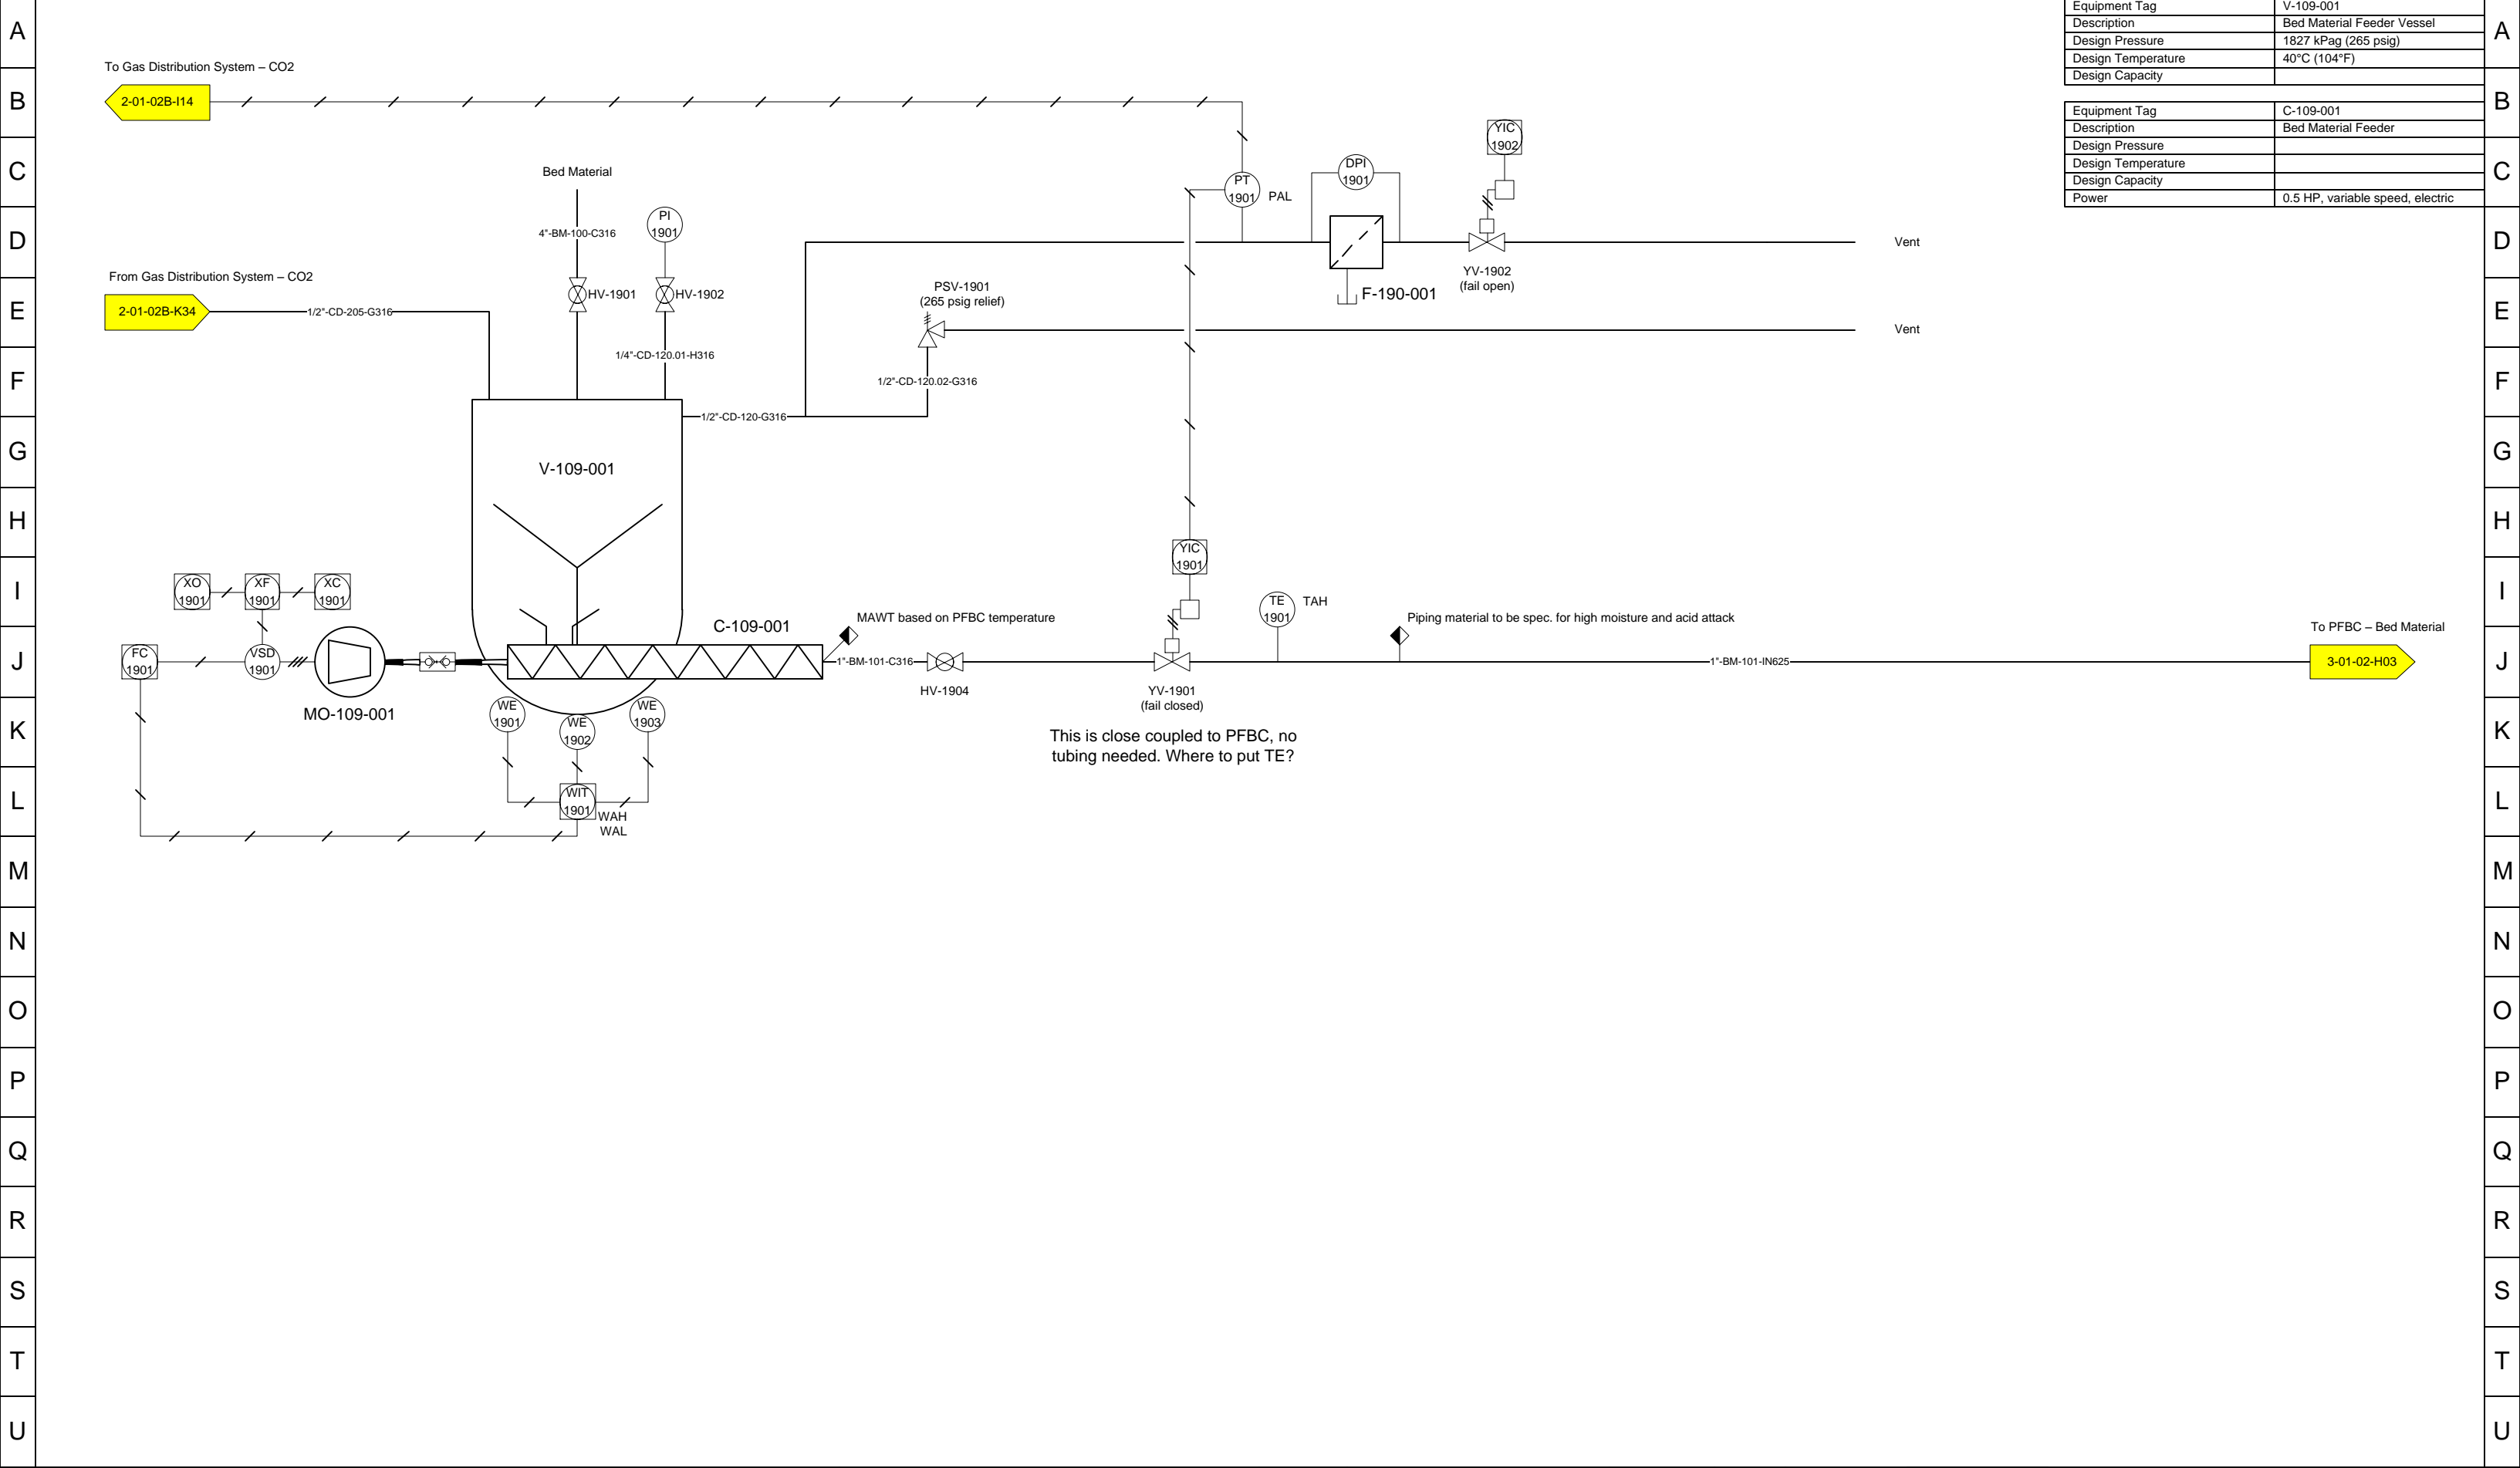 A
B
C
D
E
F
G
H
I
J
K
L
M
N
O
P
Q
R
S
T
U
Equipment Tag V-109-001
Description Bed Material Feeder Vessel
Design Pressure 1827 kPag (265 psig)
Design Temperature 40°C (104°F)
Design Capacity
Equipment Tag C-109-001
Description Bed Material Feeder
Design Pressure
Design Temperature
Design Capacity
Power 0.5 HP, variable speed, electric
To Gas Distribution System – CO2
2-01-02B-I14
Bed Material
4"-BM-100-C316
PI
1901
HV-1901
HV-1902
From Gas Distribution System – CO2
2-01-02B-K34
1/2"-CD-205-G316
1/4"-CD-120.01-H316
PT
1901
PAL
DPI
1901
YIC
1902
F-190-001
YV-1902
(fail open)
Vent
PSV-1901
(265 psig relief)
Vent
1/2"-CD-120.02-G316
1/2"-CD-120-G316
V-109-001
YIC
1901
XO
1901
XF
1901
XC
1901
FC
1901
VSD
1901
MO-109-001
C-109-001
MAWT based on PFBC temperature
1"-BM-101-C316
HV-1904
YV-1901
(fail closed)
TE
1901
TAH
Piping material to be spec. for high moisture and acid attack
1"-BM-101-IN625
To PFBC – Bed Material
3-01-02-H03
This is close coupled to PFBC, no
tubing needed. Where to put TE?
WE
1901
WE
1902
WE
1903
WIT
1901
WAH
WAL
A
B
C
D
E
F
G
H
I
J
K
L
M
N
O
P
Q
R
S
T
U